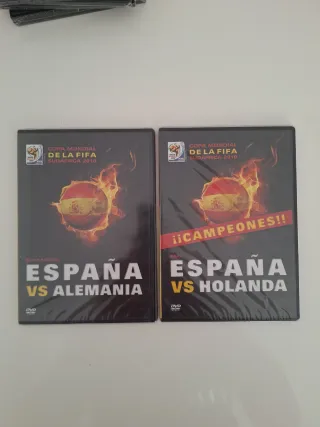 COPA MUNDIAL
DE LA FIFA
SUDÁFRICA 2010
ESPAÑA
VS ALEMANIA
DVD
COPA MUNDIAL
DE LA FIFA
SUDÁFRICA 2010
¡¡CAMPEONES!!
ESPAÑA
VS HOLANDA
DVD